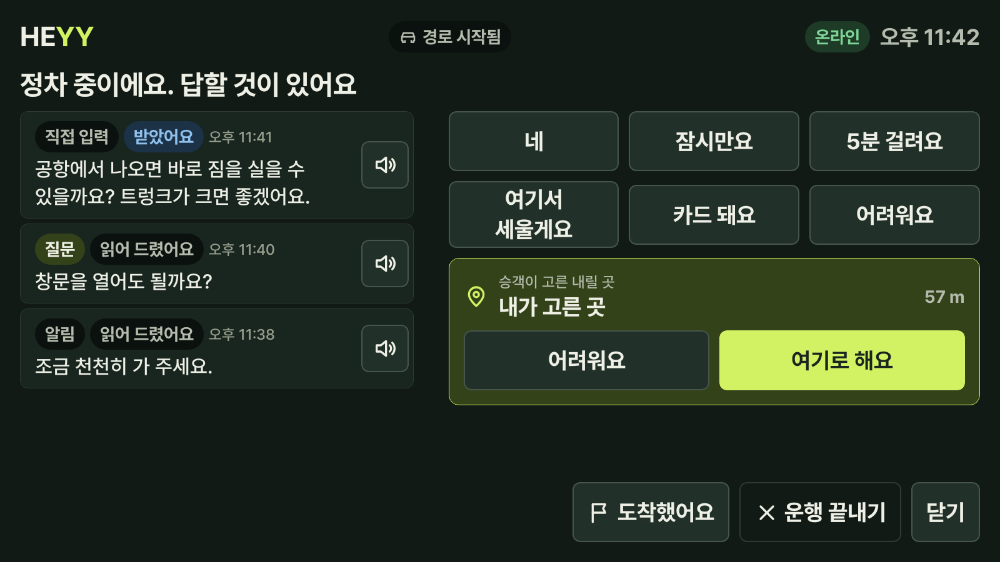 HEYY
경로 시작됨
온라인 오후 11:42
정차 중이에요. 답할 것이 있어요
직접 입력 받았어요 오후 11:41
공항에서 나오면 바로 짐을 실을 수
있을까요? 트렁크가 크면 좋겠어요.
질문 읽어 드렸어요 오후 11:40
창문을 열어도 될까요?
알림 읽어 드렸어요 오후 11:38
조금 천천히 가 주세요.
네
잠시만요
5분 걸려요
여기서
세울게요
카드 돼요
어려워요
승객이 고른 내릴 곳
내가 고른 곳
57 m
어려워요
여기로 해요
도착했어요
운행 끝내기
닫기